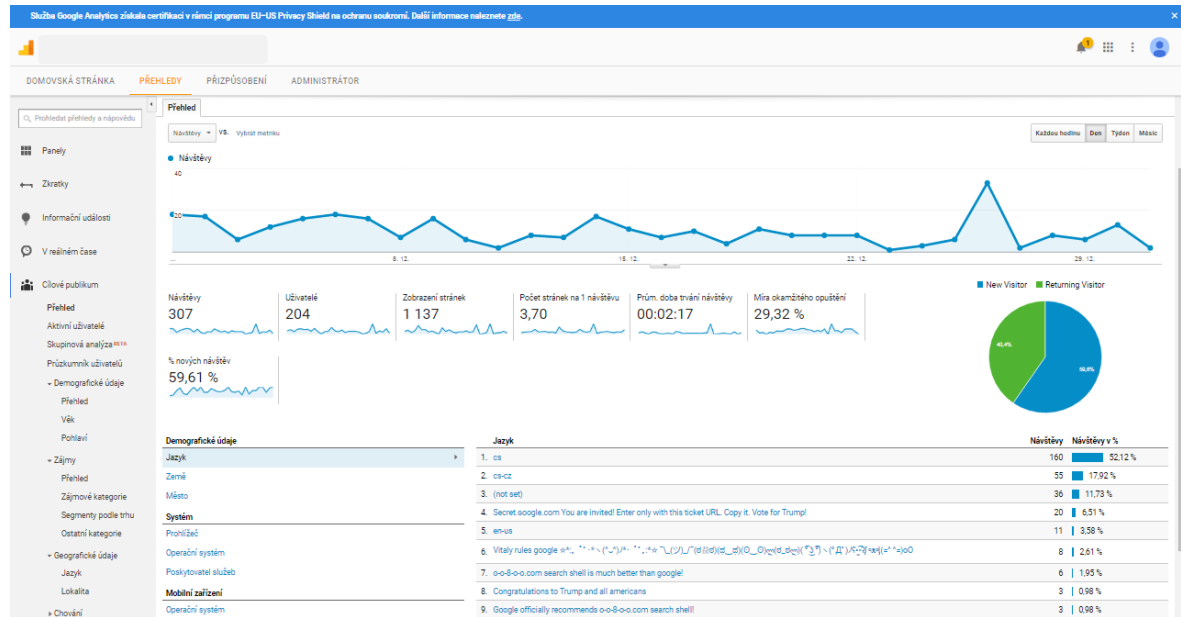 Služba Google Analytics získala certifikaci v rámci programu EU–US Privacy Shield na ochranu soukromí. Další informace naleznete zde.
1
DOMOVSKÁ STRÁNKA PŘEHLEDY PŘIZPŮSOBENÍ ADMINISTRÁTOR
Prohledat přehledy a nápovědu
Panely
Zkratky
Informační události
V reálném čase
Cílové publikum
Přehled
Aktivní uživatelé
Skupinová analýza BETA
Průzkumník uživatelů
Demografické údaje
Přehled
Věk
Pohlaví
Zájmy
Přehled
Zájmové kategorie
Segmenty podle trhu
Ostatní kategorie
Geografické údaje
Jazyk
Lokalita
Chování
Přehled
Návštěvy VS. Vybrat metriku
Každou hodinu Den Týden Měsíc
Návštěvy
40
20
... 8. 12. 15. 12. 22. 12. 29. 12.
New Visitor Returning Visitor
Návštěvy
307
Uživatelé
204
Zobrazení stránek
1 137
Počet stránek na 1 návštěvu
3,70
Prům. doba trvání návštěvy
00:02:17
Míra okamžitého opuštění
29,32 %
% nových návštěv
59,61 %
40,4%
59,6%
Demografické údaje
Jazyk
Země
Město
Systém
Prohlížeč
Operační systém
Poskytovatel služeb
Mobilní zařízení
Operační systém
Jazyk Návštěvy Návštěvy v %
1. cs 160 52,12 %
2. cs-cz 55 17,92 %
3. (not set) 36 11,73 %
4. Secret.ɢoogle.com You are invited! Enter only with this ticket URL. Copy it. Vote for Trump! 20 6,51 %
5. en-us 11 3,58 %
6. Vitaly rules google 8 2,61 %
7. o-o-8-o-o.com search shell is much better than google! 6 1,95 %
8. Congratulations to Trump and all americans 3 0,98 %
9. Google officially recommends o-o-8-o-o.com search shell! 3 0,98 %